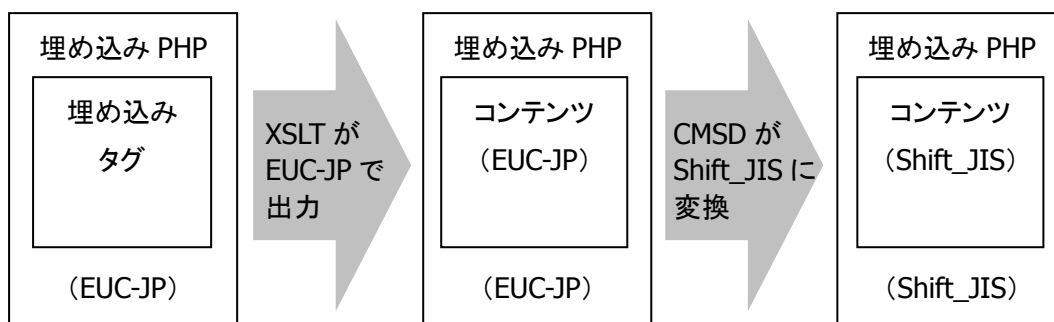 埋め込み PHP
埋め込み
タグ
（EUC-JP）
XSLT が
EUC-JP で
出力
埋め込み PHP
コンテンツ
（EUC-JP）
（EUC-JP）
CMSD が
Shift_JIS に
変換
埋め込み PHP
コンテンツ
（Shift_JIS）
（Shift_JIS）